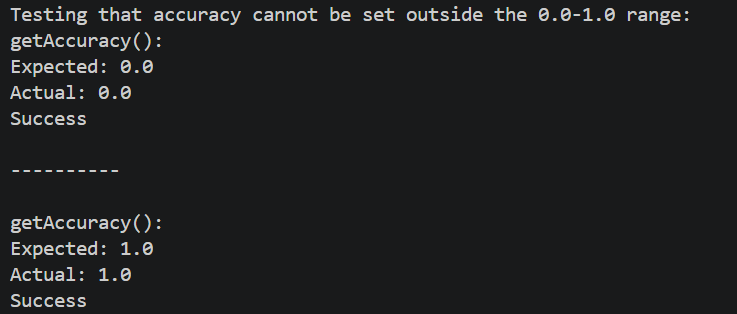 Testing that accuracy cannot be set outside the 0.0-1.0 range:
getAccuracy():
Expected: 0.0
Actual: 0.0
Success
----------
getAccuracy():
Expected: 1.0
Actual: 1.0
Success